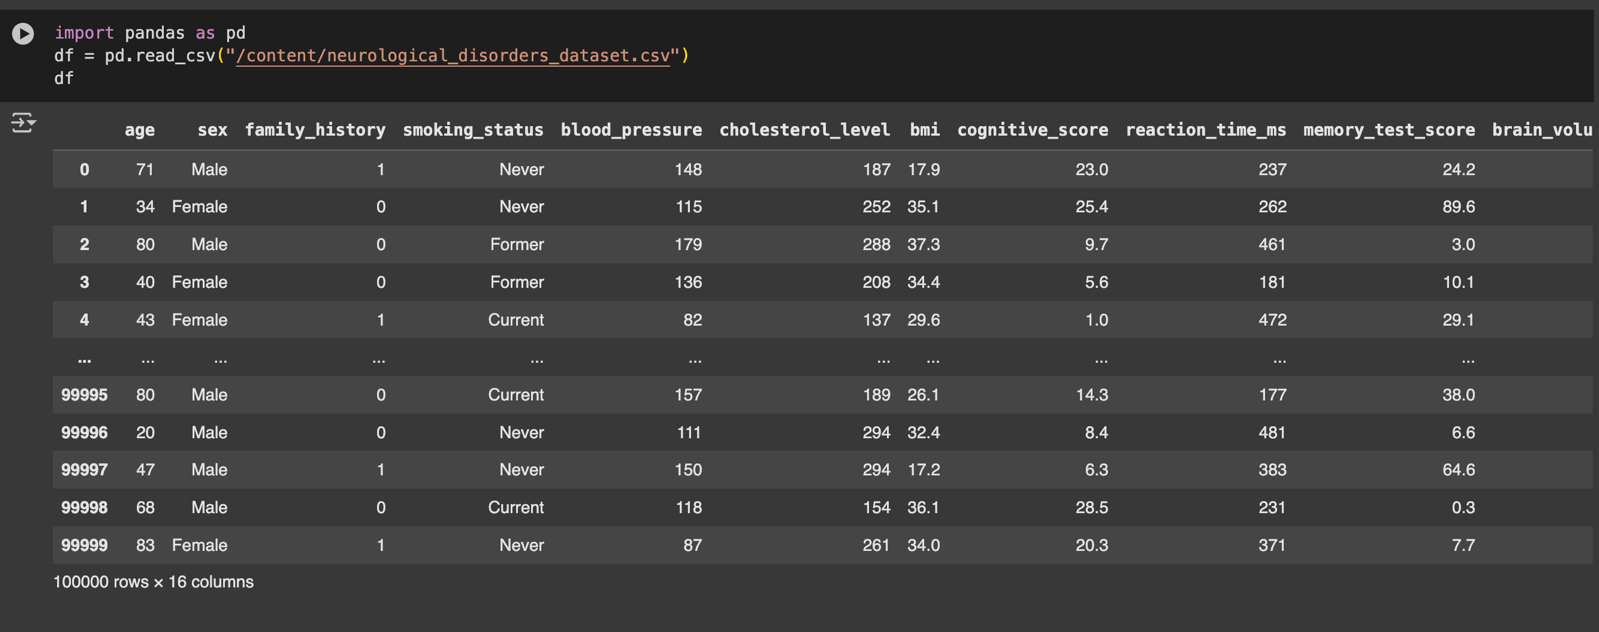 import pandas as pd
df = pd.read_csv("/content/neurological_disorders_dataset.csv")
df
age sex family_history smoking_status blood_pressure cholesterol_level bmi cognitive_score reaction_time_ms memory_test_score brain_volu
0 71 Male 1 Never 148 187 17.9 23.0 237 24.2
1 34 Female 0 Never 115 252 35.1 25.4 262 89.6
2 80 Male 0 Former 179 288 37.3 9.7 461 3.0
3 40 Female 0 Former 136 208 34.4 5.6 181 10.1
4 43 Female 1 Current 82 137 29.6 1.0 472 29.1
... ... ... ... ... ... ... ... ... ... ...
99995 80 Male 0 Current 157 189 26.1 14.3 177 38.0
99996 20 Male 0 Never 111 294 32.4 8.4 481 6.6
99997 47 Male 1 Never 150 294 17.2 6.3 383 64.6
99998 68 Male 0 Current 118 154 36.1 28.5 231 0.3
99999 83 Female 1 Never 87 261 34.0 20.3 371 7.7
100000 rows × 16 columns